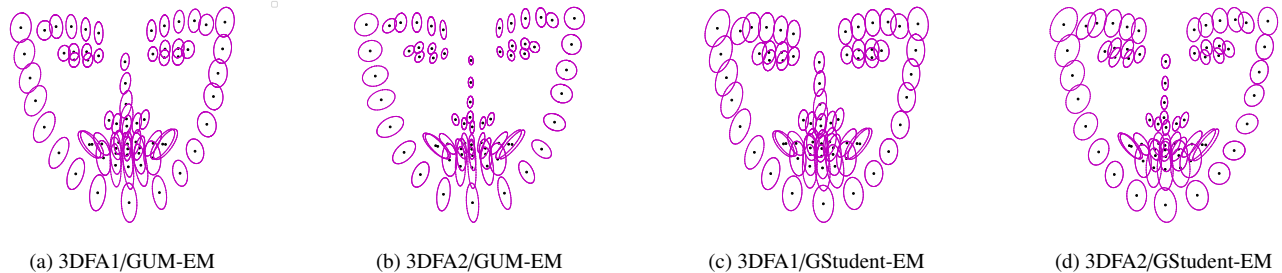 (a) 3DFA1/GUM-EM
(b) 3DFA2/GUM-EM
(c) 3DFA1/GStudent-EM
(d) 3DFA2/GStudent-EM